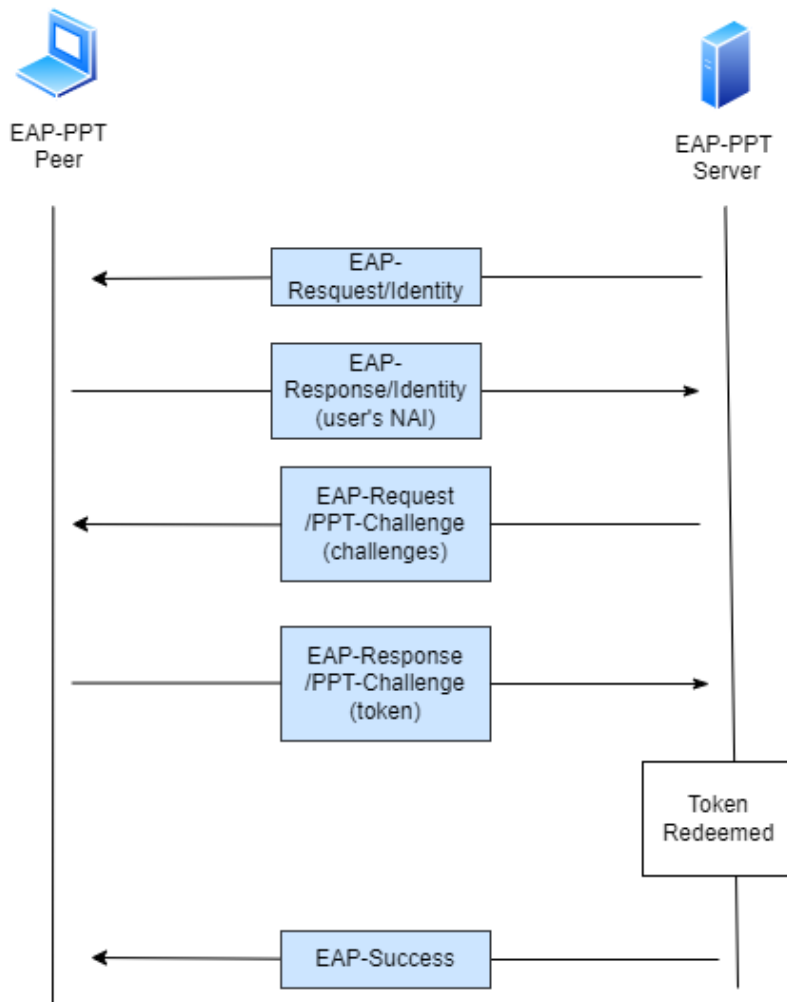 EAP-PPT
Peer
EAP-PPT
Server
EAP-
Resquest/Identity
EAP-
Response/Identity
(user's NAI)
EAP-Request
/PPT-Challenge
(challenges)
EAP-Response
/PPT-Challenge
(token)
Token
Redeemed
EAP-Success